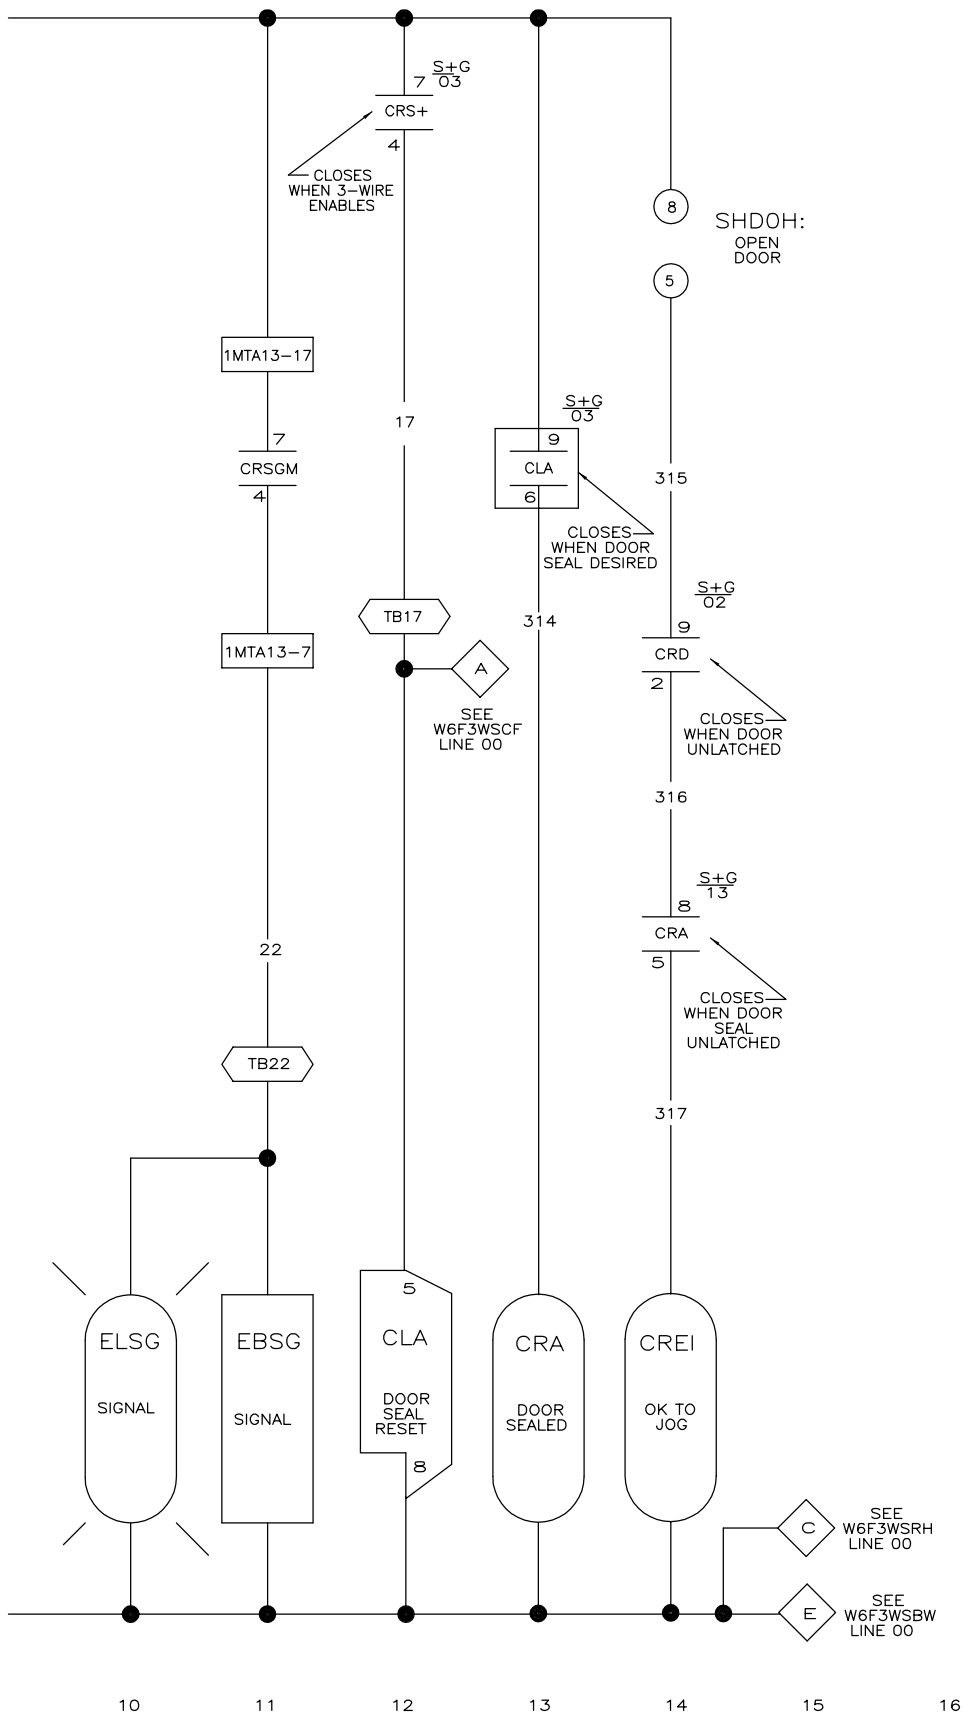 S+G
03
7
CRS+
4
CLOSES
WHEN 3-WIRE
ENABLES
8
SHDOH:
OPEN
DOOR
5
1MTA13-17
7
CRSGM
4
17
S+G
03
9
CLA
6
CLOSES
WHEN DOOR
SEAL DESIRED
315
S+G
02
9
CRD
2
CLOSES
WHEN DOOR
UNLATCHED
TB17
314
1MTA13-7
A
SEE
W6F3WSCF
LINE 00
316
S+G
13
8
CRA
5
CLOSES
WHEN DOOR
SEAL
UNLATCHED
22
TB22
317
ELSG
SIGNAL
EBSG
SIGNAL
5
CLA
DOOR
SEAL
RESET
8
CRA
DOOR
SEALED
CREI
OK TO
JOG
C
SEE
W6F3WSRH
LINE 00
E
SEE
W6F3WSBW
LINE 00
10 11 12 13 14 15 16